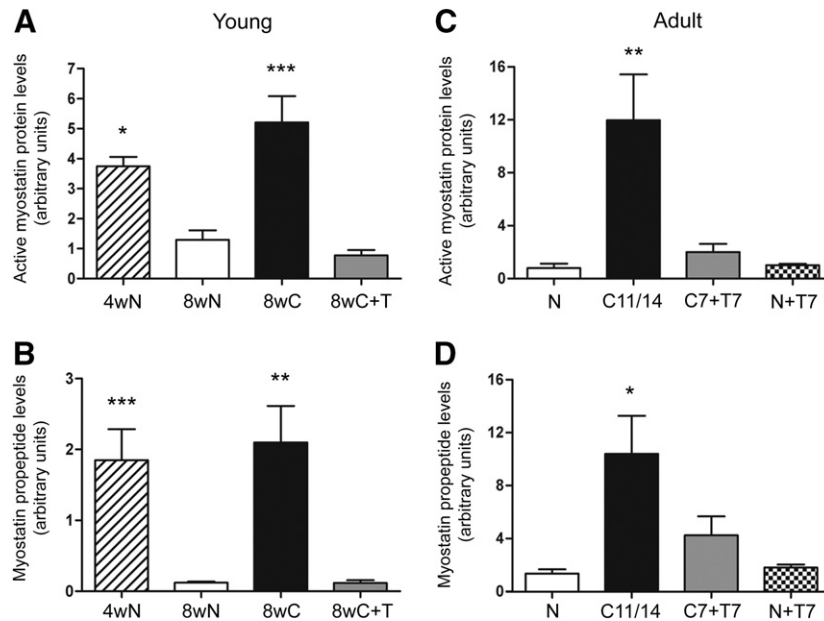 A
Young
Active myostatin protein levels
(arbitrary units)
7
6
5
4
3
2
1
0
*
***
4wN 8wN 8wC 8wC+T
C
Adult
Active myostatin protein levels
(arbitrary units)
16
12
8
4
0
**
N C11/14 C7+T7 N+T7
B
Myostatin propeptide levels
(arbitrary units)
3
2
1
0
***
**
4wN 8wN 8wC 8wC+T
D
Myostatin propeptide levels
(arbitrary units)
16
12
8
4
0
*
N C11/14 C7+T7 N+T7